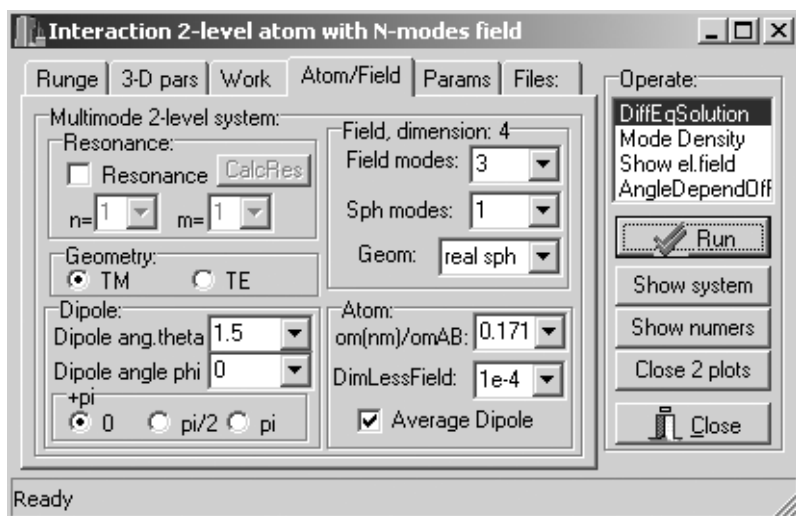 Interaction 2-level atom with N-modes field
Runge 3-D pars Work Atom/Field Params Files:
Multimode 2-level system:
Resonance:
Resonance CalcRes
n= 1 m= 1
Geometry:
TM TE
Dipole:
Dipole ang.theta 1.5
Dipole angle phi 0
+pi
0 pi/2 pi
Field, dimension: 4
Field modes: 3
Sph modes: 1
Geom: real sph
Atom:
om(nm)/omAB: 0.171
DimLessField: 1e-4
Average Dipole
Operate:
DiffEqSolution
Mode Density
Show el.field
AngleDependOff
Run
Show system
Show numers
Close 2 plots
Close
Ready